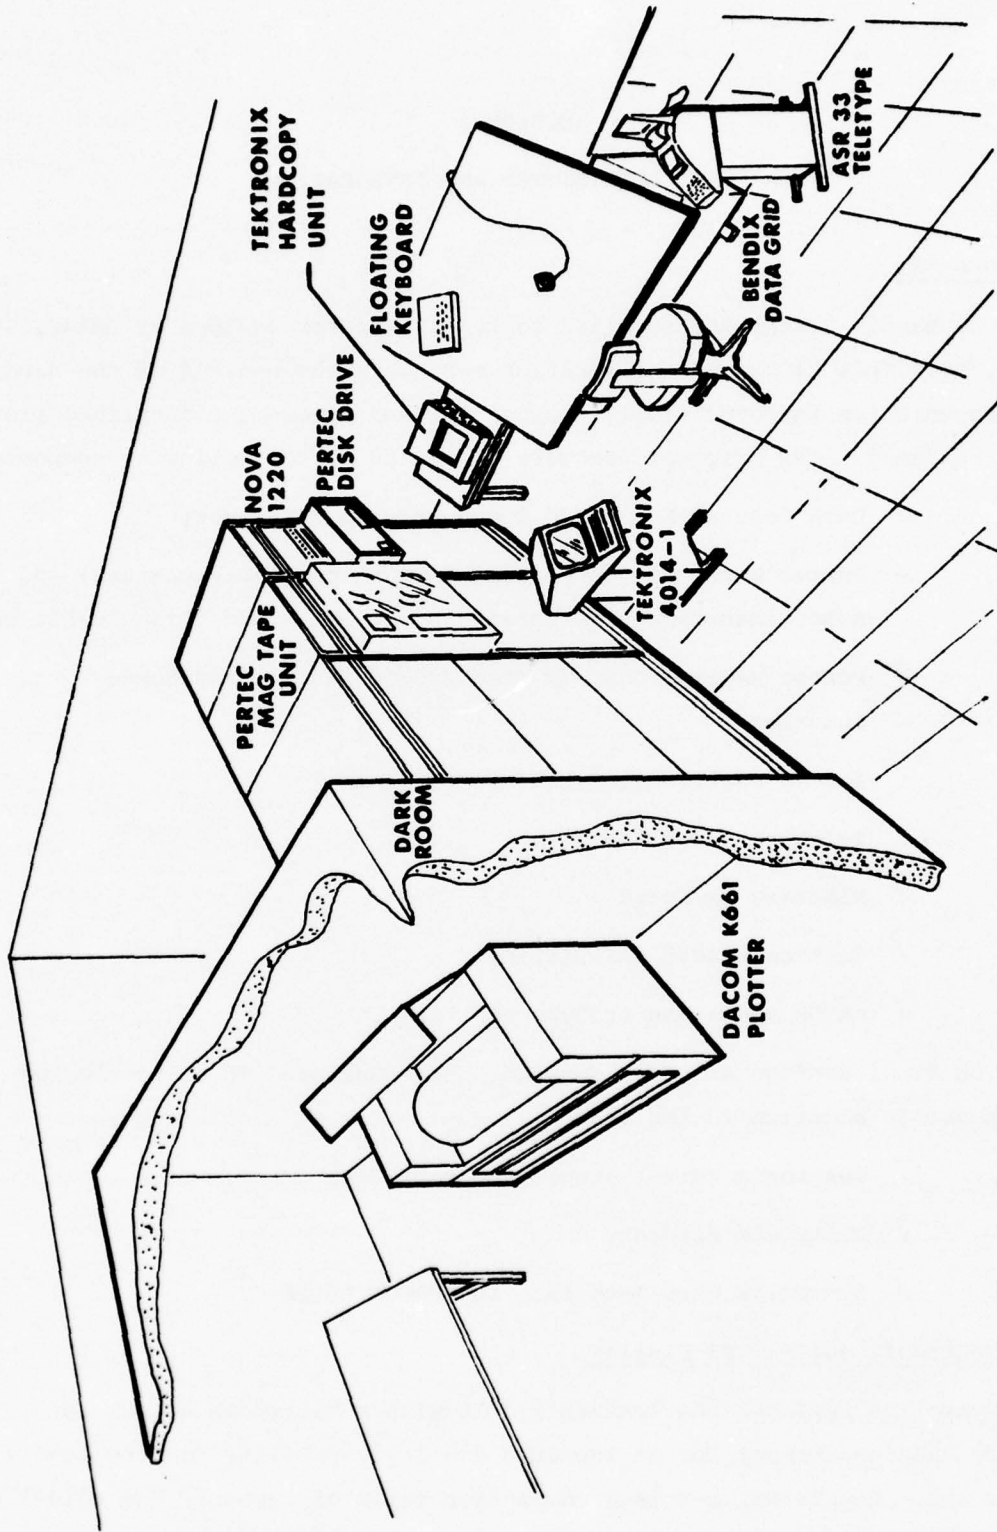 TEKTRONIX
HARDCOPY
UNIT
FLOATING
KEYBOARD
PERTEC
DISK DRIVE
NOVA
1220
PERTEC
MAG TAPE
UNIT
DARK
ROOM
TEKTRONIX
4014-1
BENDIX
DATA GRID
ASR 33
TELETYPE
DACOM K661
PLOTTER